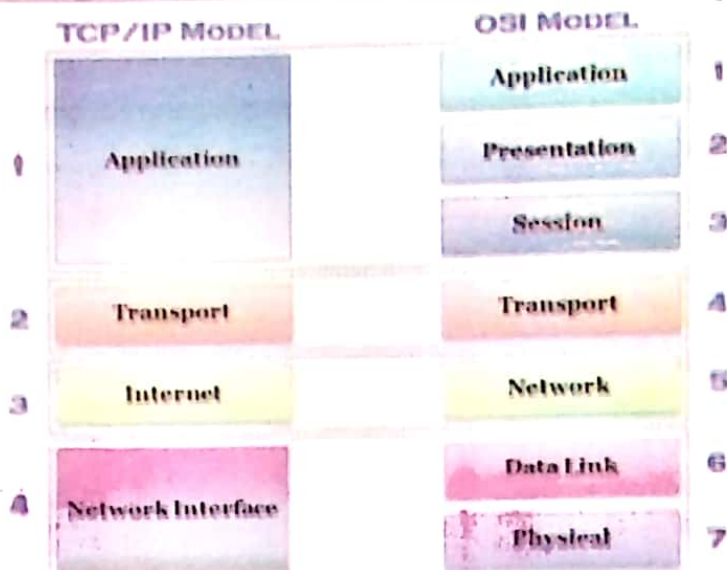 TCP/IP MODEL
OSI MODEL
1
Application
Application
1
Presentation
2
Session
3
2
Transport
Transport
4
3
Internet
Network
5
4
Network Interface
Data Link
6
Physical
7